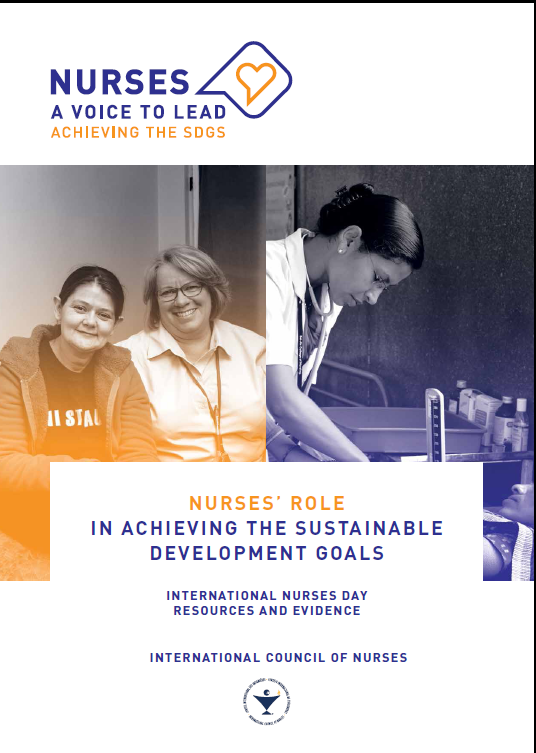 NURSES
A VOICE TO LEAD
ACHIEVING THE SDGS
NURSES' ROLE
IN ACHIEVING THE SUSTAINABLE
DEVELOPMENT GOALS
INTERNATIONAL NURSES DAY
RESOURCES AND EVIDENCE
INTERNATIONAL COUNCIL OF NURSES